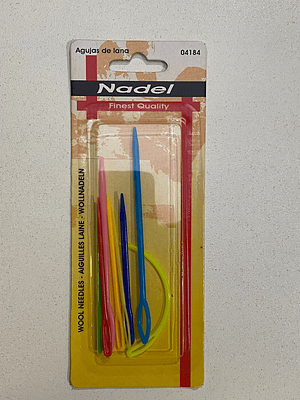 Agujas de lana 04184
Nadel
Finest Quality
WOOL NEEDLES - AIGUILLES LAINE - WOLLNADELN